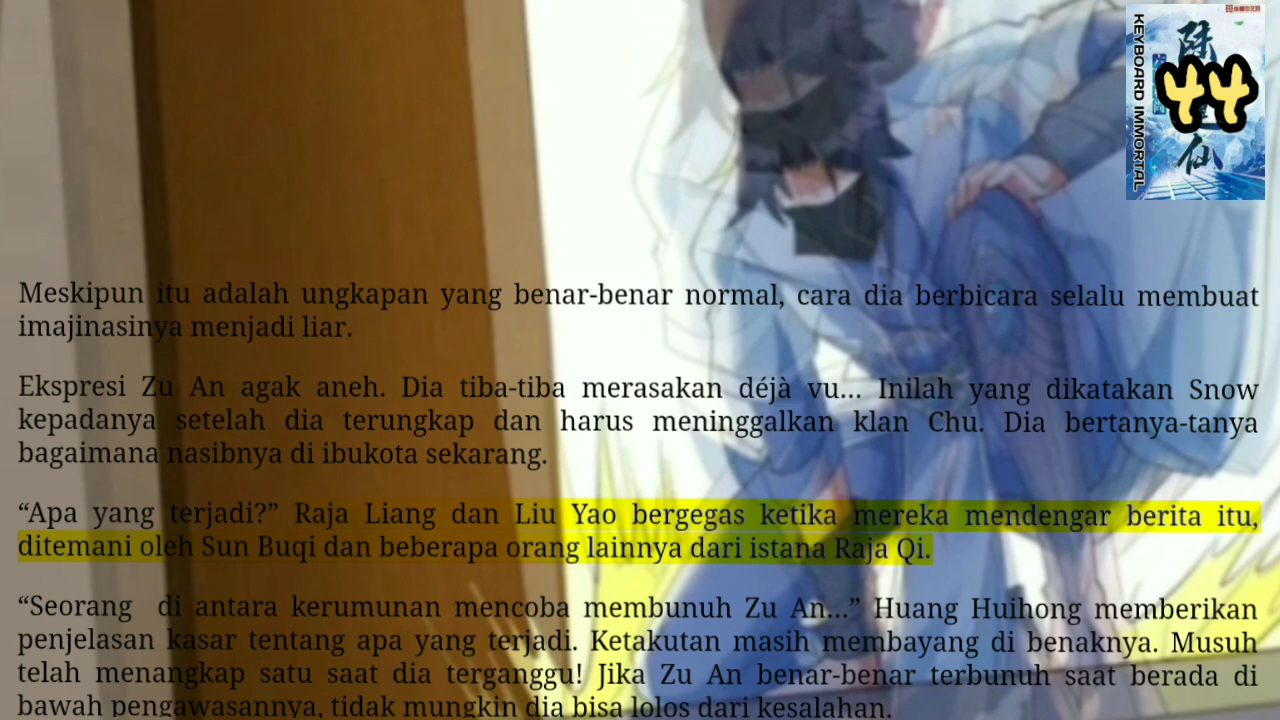 KEYBOARD IMMORTAL
44
仙
Meskipun itu adalah ungkapan yang benar-benar normal, cara dia berbicara selalu membuat
imajinasinya menjadi liar.
Ekspresi Zu An agak aneh. Dia tiba-tiba merasakan déjà vu... Inilah yang dikatakan Snow
kepadanya setelah dia terungkap dan harus meninggalkan klan Chu. Dia bertanya-tanya
bagaimana nasibnya di ibukota sekarang.
“Apa yang terjadi?” Raja Liang dan Liu Yao bergegas ketika mereka mendengar berita itu,
ditemani oleh Sun Buqi dan beberapa orang lainnya dari istana Raja Qi.
“Seorang di antara kerumunan mencoba membunuh Zu An...” Huang Huihong memberikan
penjelasan kasar tentang apa yang terjadi. Ketakutan masih membayang di benaknya. Musuh
telah menangkap satu saat dia terganggu! Jika Zu An benar-benar terbunuh saat berada di
bawah pengawasannya, tidak mungkin dia bisa lolos dari kesalahan.